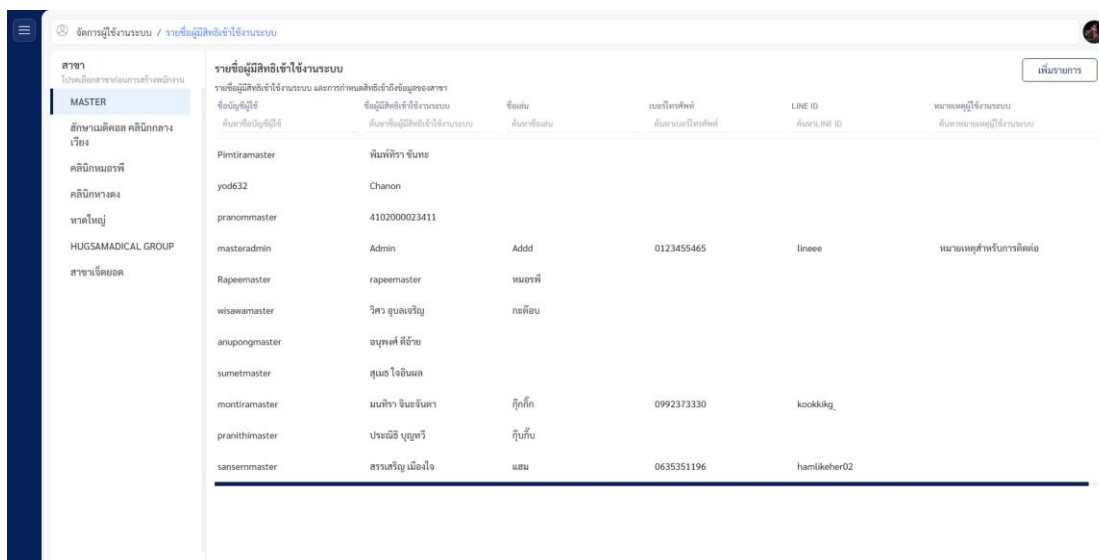 จัดการผู้ใช้งานระบบ / รายชื่อผู้มีสิทธิเข้าใช้งานระบบ
สาขา
โปรดเลือกสาขาก่อนการสร้างพนักงาน
MASTER
ฮักษาเมดิคอล คลินิกกลาง
เวียง
คลินิกหมอรพี
คลินิกหางดง
หาดใหญ่
HUGSAMADICAL GROUP
สาขาเจ็ดยอด
รายชื่อผู้มีสิทธิเข้าใช้งานระบบ
เพิ่มรายการ
รายชื่อผู้มีสิทธิเข้าใช้งานระบบ และการกำหนดสิทธิเข้าถึงข้อมูลของสาขา
ชื่อบัญชีผู้ใช้ ชื่อผู้มีสิทธิเข้าใช้งานระบบ ชื่อเล่น เบอร์โทรศัพท์ LINE ID หมายเหตุผู้ใช้งานระบบ
ค้นหาชื่อบัญชีผู้ใช้ ค้นหาชื่อผู้มีสิทธิเข้าใช้งานระบบ ค้นหาชื่อเล่น ค้นหาเบอร์โทรศัพท์ ค้นหาLINE ID ค้นหาหมายเหตุผู้ใช้งานระบบ
Pimtiramaster พิมพ์ทิรา ขันทะ
yod632 Chanon
pranommaster 4102000023411
masteradmin Admin Addd 0123455465 lineee หมายเหตุสำหรับการติดต่อ
Rapeemaster rapeemaster หมอรพี
wisawamaster วิศว อุบลเจริญ กะต๊อบ
anupongmaster อนุพงศ์ ดีอ้าย
sumetmaster สุเมธ ใจอินผล
montiramaster มนทิรา จินะจันตา กุ๊กกิ๊ก 0992373330 kookkikg_
pranithimaster ประณิธิ บุญทวี กุ๊บกิ๊บ
sansernmaster สรรเสริญ เมืองใจ แฮม 0635351196 hamlikeher02